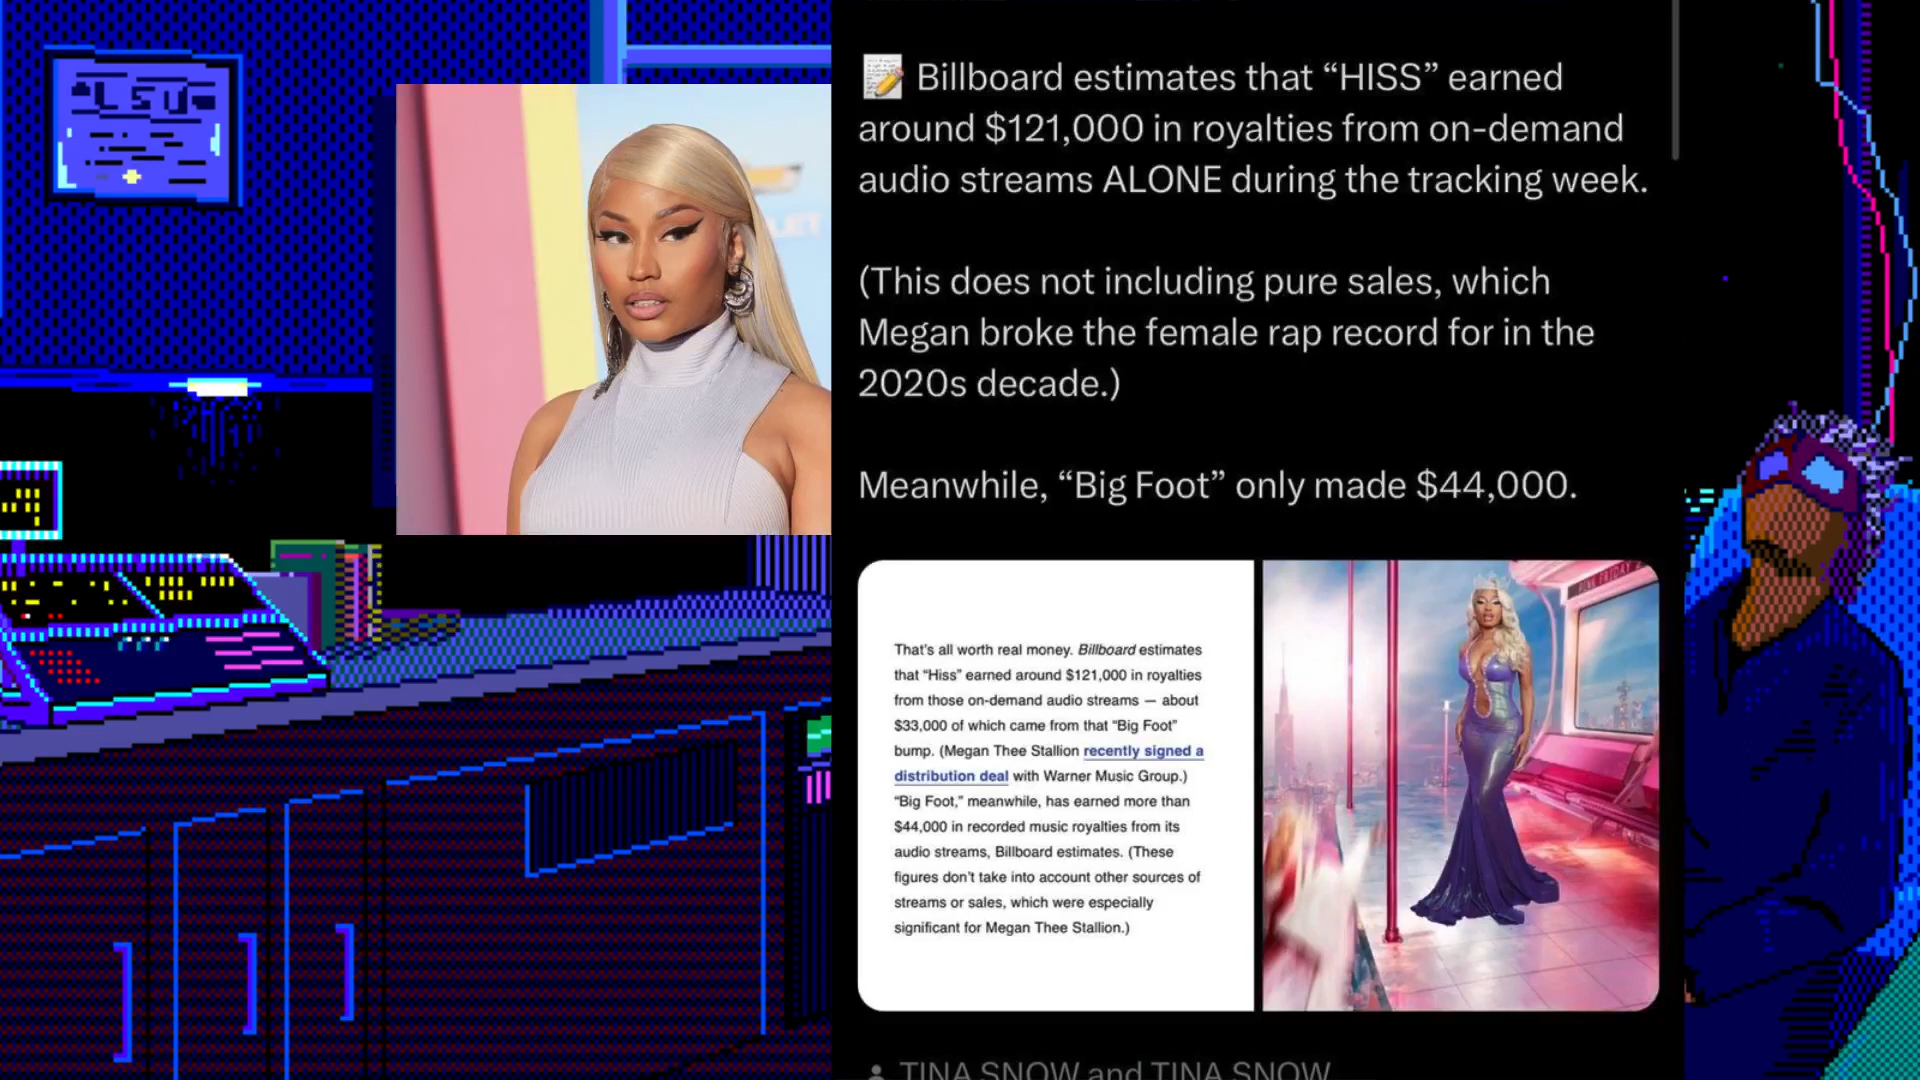 LSU
📝 Billboard estimates that “HISS” earned
around $121,000 in royalties from on-demand
audio streams ALONE during the tracking week.
(This does not including pure sales, which
Megan broke the female rap record for in the
2020s decade.)
Meanwhile, “Big Foot” only made $44,000.
That’s all worth real money. Billboard estimates
that “Hiss” earned around $121,000 in royalties
from those on-demand audio streams — about
$33,000 of which came from that “Big Foot”
bump. (Megan Thee Stallion recently signed a
distribution deal with Warner Music Group.)
“Big Foot,” meanwhile, has earned more than
$44,000 in recorded music royalties from its
audio streams, Billboard estimates. (These
figures don’t take into account other sources of
streams or sales, which were especially
significant for Megan Thee Stallion.)
PINK FRIDAY
TINA SNOW and TINA SNOW